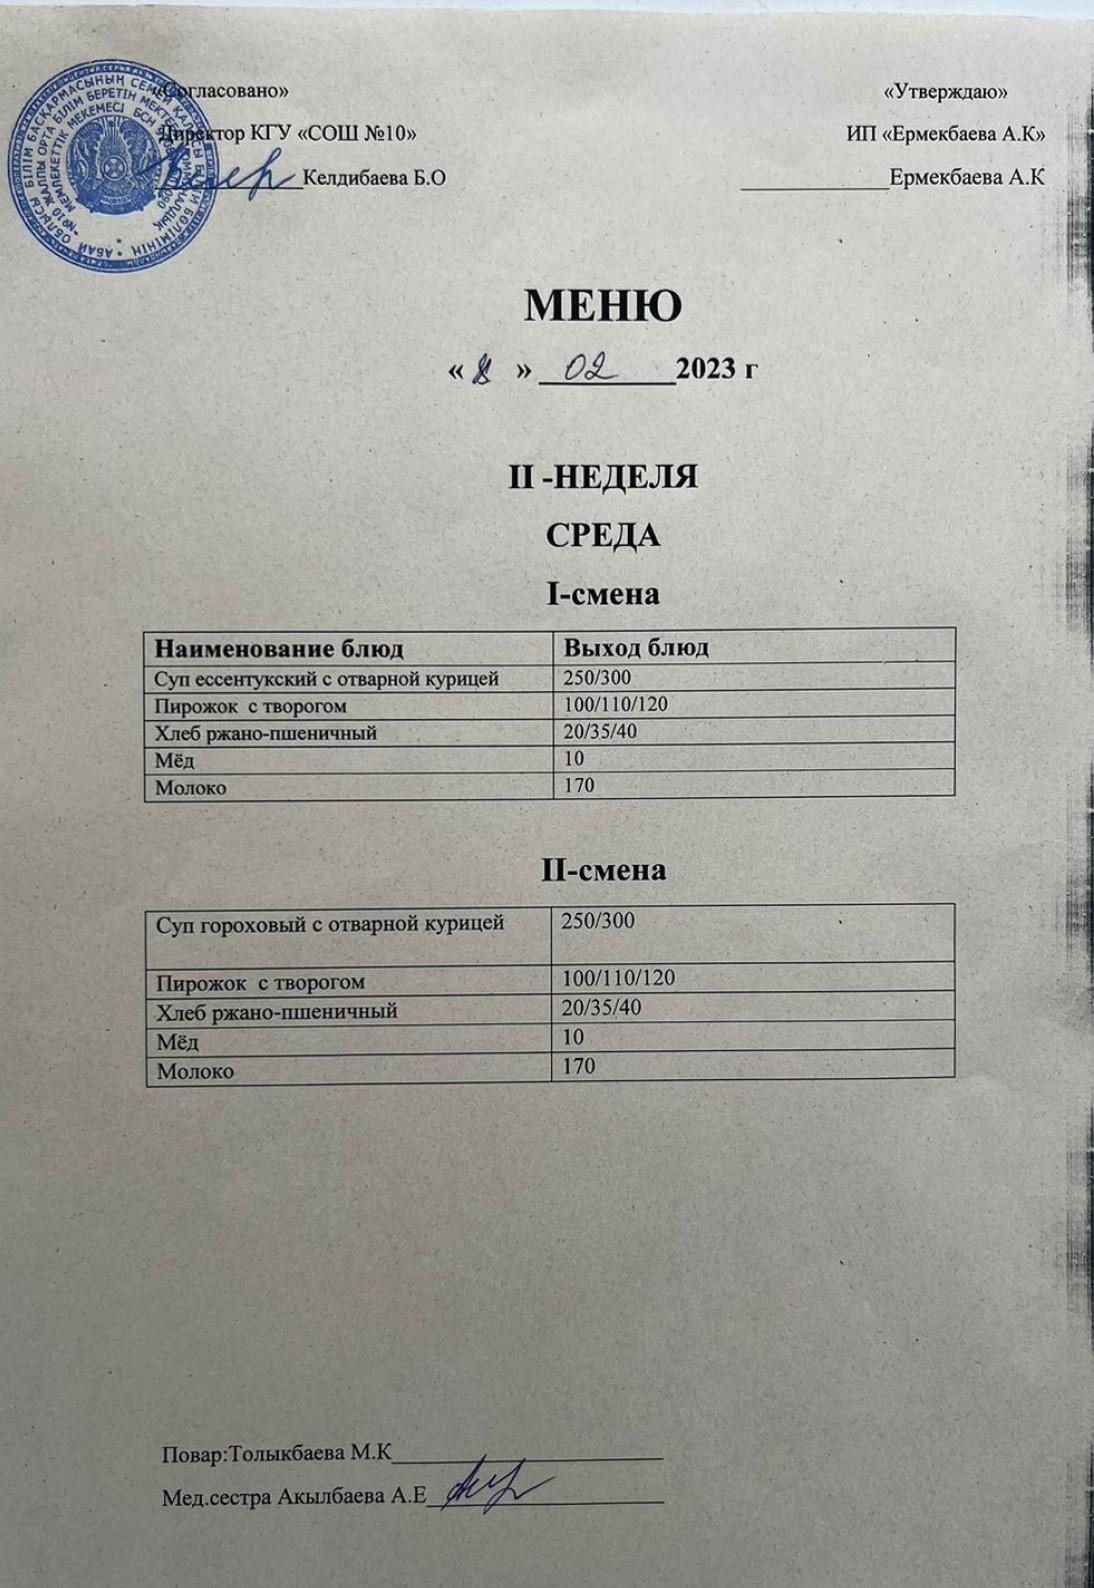 «Согласовано» «Утверждаю»
Директор КГУ «СОШ №10» ИП «Ермекбаева А.К»
Келдибаева Б.О ______________Ермекбаева А.К
МЕНЮ
« 8 » 02 2023 г
II -НЕДЕЛЯ
СРЕДА
I-смена
Наименование блюд Выход блюд
Суп ессентукский с отварной курицей 250/300
Пирожок с творогом 100/110/120
Хлеб ржано-пшеничный 20/35/40
Мёд 10
Молоко 170
II-смена
Суп гороховый с отварной курицей 250/300
Пирожок с творогом 100/110/120
Хлеб ржано-пшеничный 20/35/40
Мёд 10
Молоко 170
Повар:Толыкбаева М.К
Мед.сестра Акылбаева А.Е